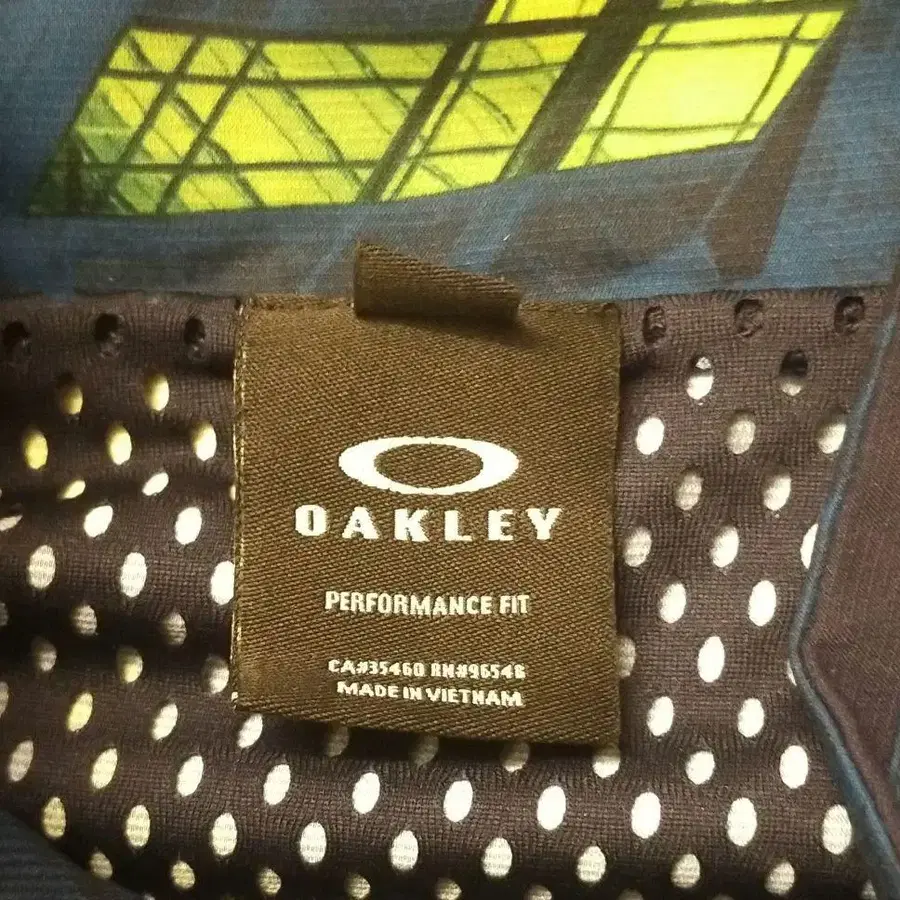 OAKLEY
PERFORMANCE FIT
CA#35460 RN#96548
MADE IN VIETNAM